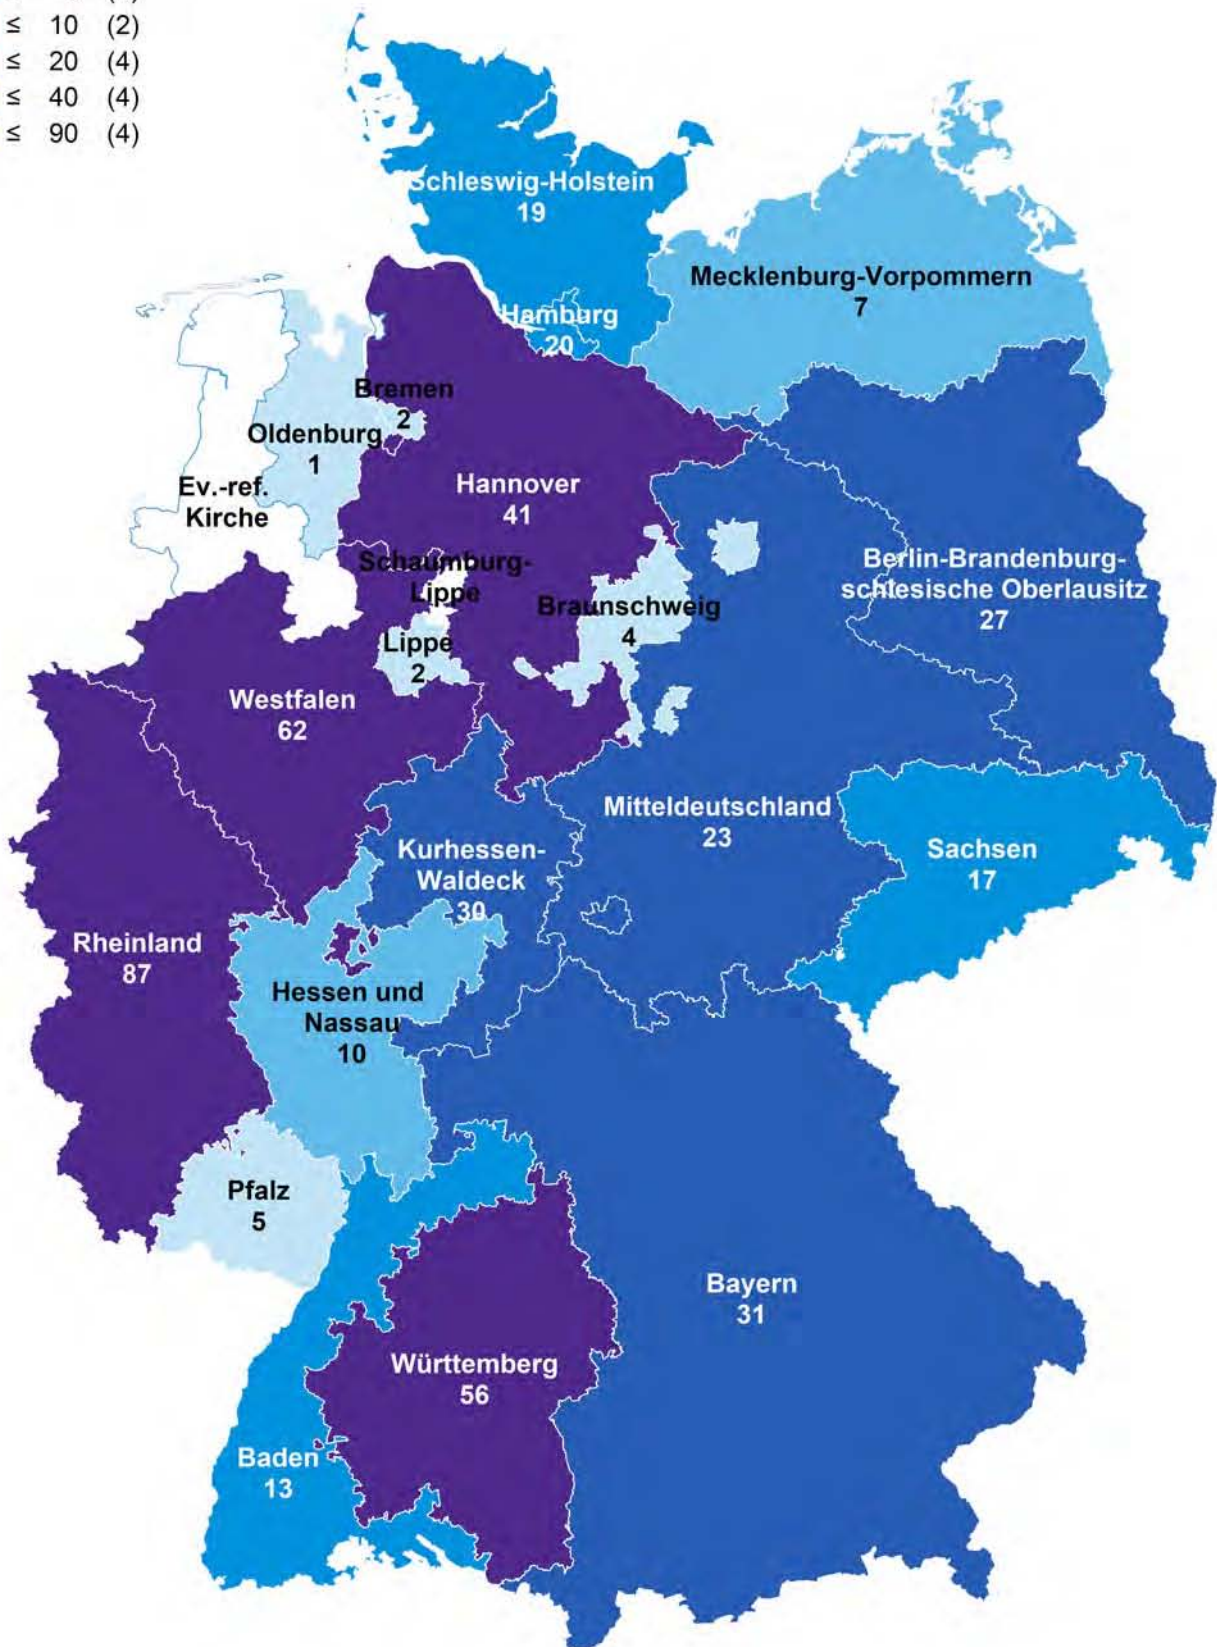 ≤ 10 (2)
≤ 20 (4)
≤ 40 (4)
≤ 90 (4)
Schleswig-Holstein
19
Mecklenburg-Vorpommern
7
Hamburg
20
Bremen
2
Oldenburg
1
Ev.-ref.
Kirche
Hannover
41
Schaumburg-
Lippe
Braunschweig
4
Berlin-Brandenburg-
schlesische Oberlausitz
27
Lippe
2
Westfalen
62
Mitteldeutschland
23
Kurhessen-
Waldeck
30
Sachsen
17
Rheinland
87
Hessen und
Nassau
10
Pfalz
5
Bayern
31
Württemberg
56
Baden
13